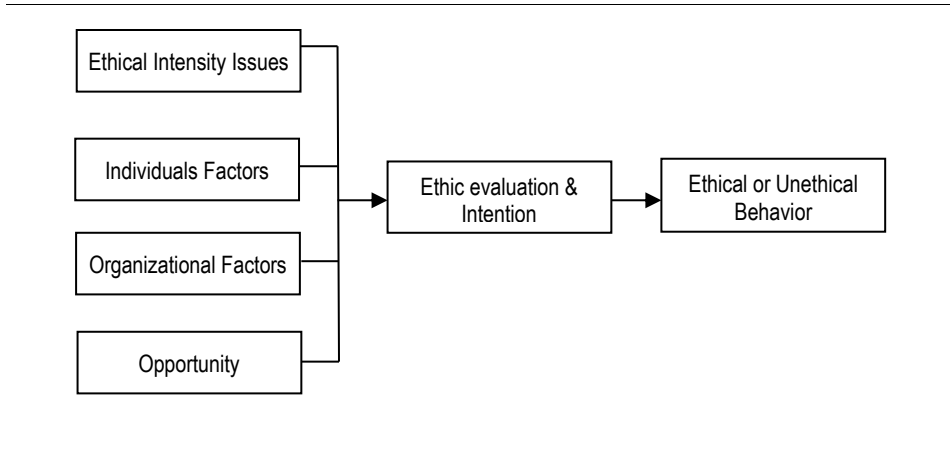 Ethical Intensity Issues
Individuals Factors
Organizational Factors
Opportunity
Ethic evaluation &
Intention
Ethical or Unethical
Behavior